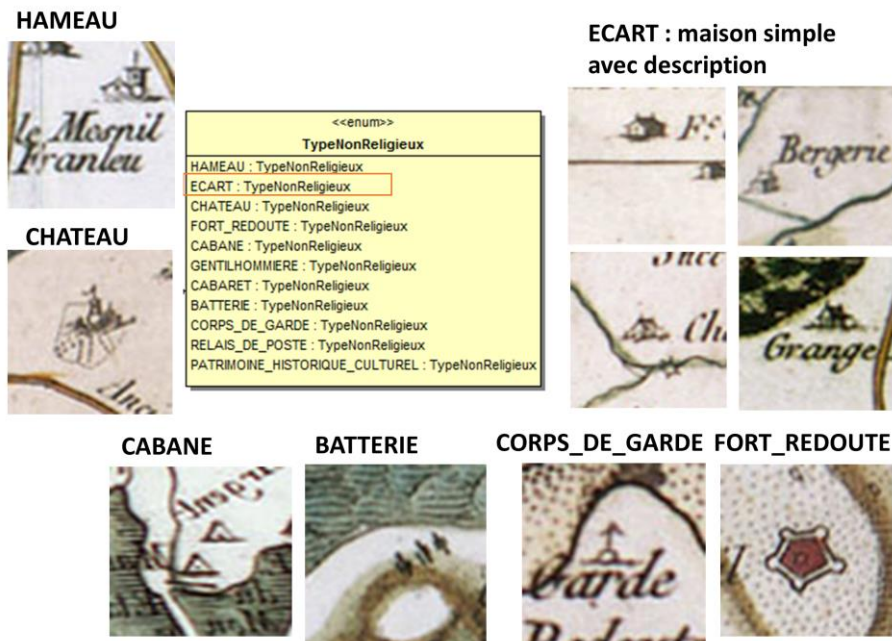 HAMEAU
ECART : maison simple
avec description
le Mesnil
Franleu
Bergerie
<<enum>>
TypeNonReligieux
HAMEAU : TypeNonReligieux
ECART : TypeNonReligieux
CHATEAU : TypeNonReligieux
FORT_REDOUTE : TypeNonReligieux
CABANE : TypeNonReligieux
GENTILHOMMIERE : TypeNonReligieux
CABARET : TypeNonReligieux
BATTERIE : TypeNonReligieux
CORPS_DE_GARDE : TypeNonReligieux
RELAIS_DE_POSTE : TypeNonReligieux
PATRIMOINE_HISTORIQUE_CULTUREL : TypeNonReligieux
CHATEAU
Grange
CABANE
BATTERIE
CORPS_DE_GARDE
FORT_REDOUTE
Garde